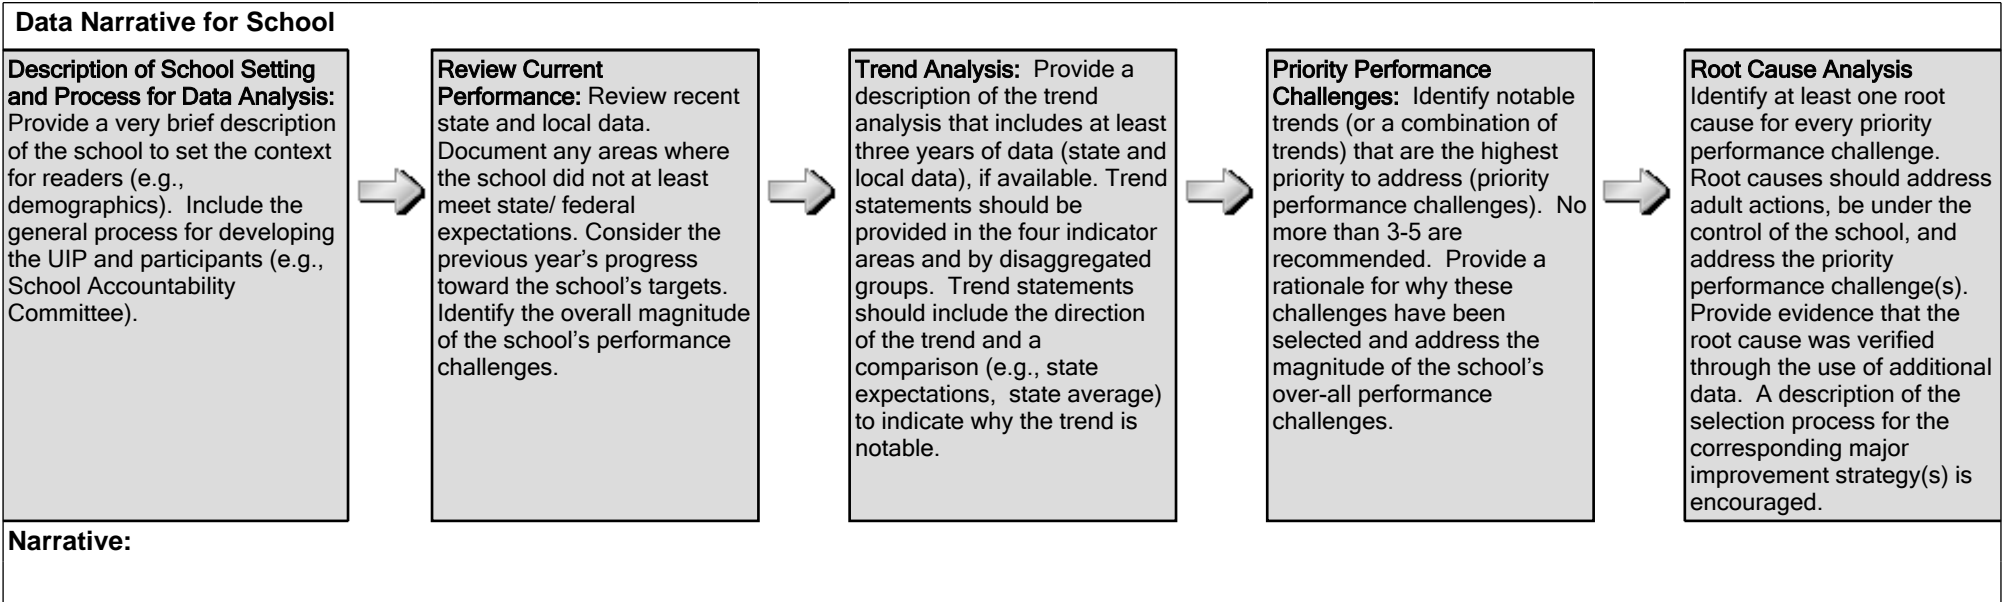 Data Narrative for School
Description of School Setting
and Process for Data Analysis:
Provide a very brief description
of the school to set the context
for readers (e.g.,
demographics).  Include the
general process for developing
the UIP and participants (e.g.,
School Accountability
Committee).
Review Current
Performance: Review recent
state and local data.
Document any areas where
the school did not at least
meet state/ federal
expectations. Consider the
previous year’s progress
toward the school’s targets.
Identify the overall magnitude
of the school’s performance
challenges.
Trend Analysis:  Provide a
description of the trend
analysis that includes at least
three years of data (state and
local data), if available. Trend
statements should be
provided in the four indicator
areas and by disaggregated
groups.  Trend statements
should include the direction
of the trend and a
comparison (e.g., state
expectations,  state average)
to indicate why the trend is
notable.
Priority Performance
Challenges:  Identify notable
trends (or a combination of
trends) that are the highest
priority to address (priority
performance challenges).  No
more than 3-5 are
recommended.  Provide a
rationale for why these
challenges have been
selected and address the
magnitude of the school’s
over-all performance
challenges.
Root Cause Analysis
Identify at least one root
cause for every priority
performance challenge.
Root causes should address
adult actions, be under the
control of the school, and
address the priority
performance challenge(s).
Provide evidence that the
root cause was verified
through the use of additional
data.  A description of the
selection process for the
corresponding major
improvement strategy(s) is
encouraged.
Narrative: